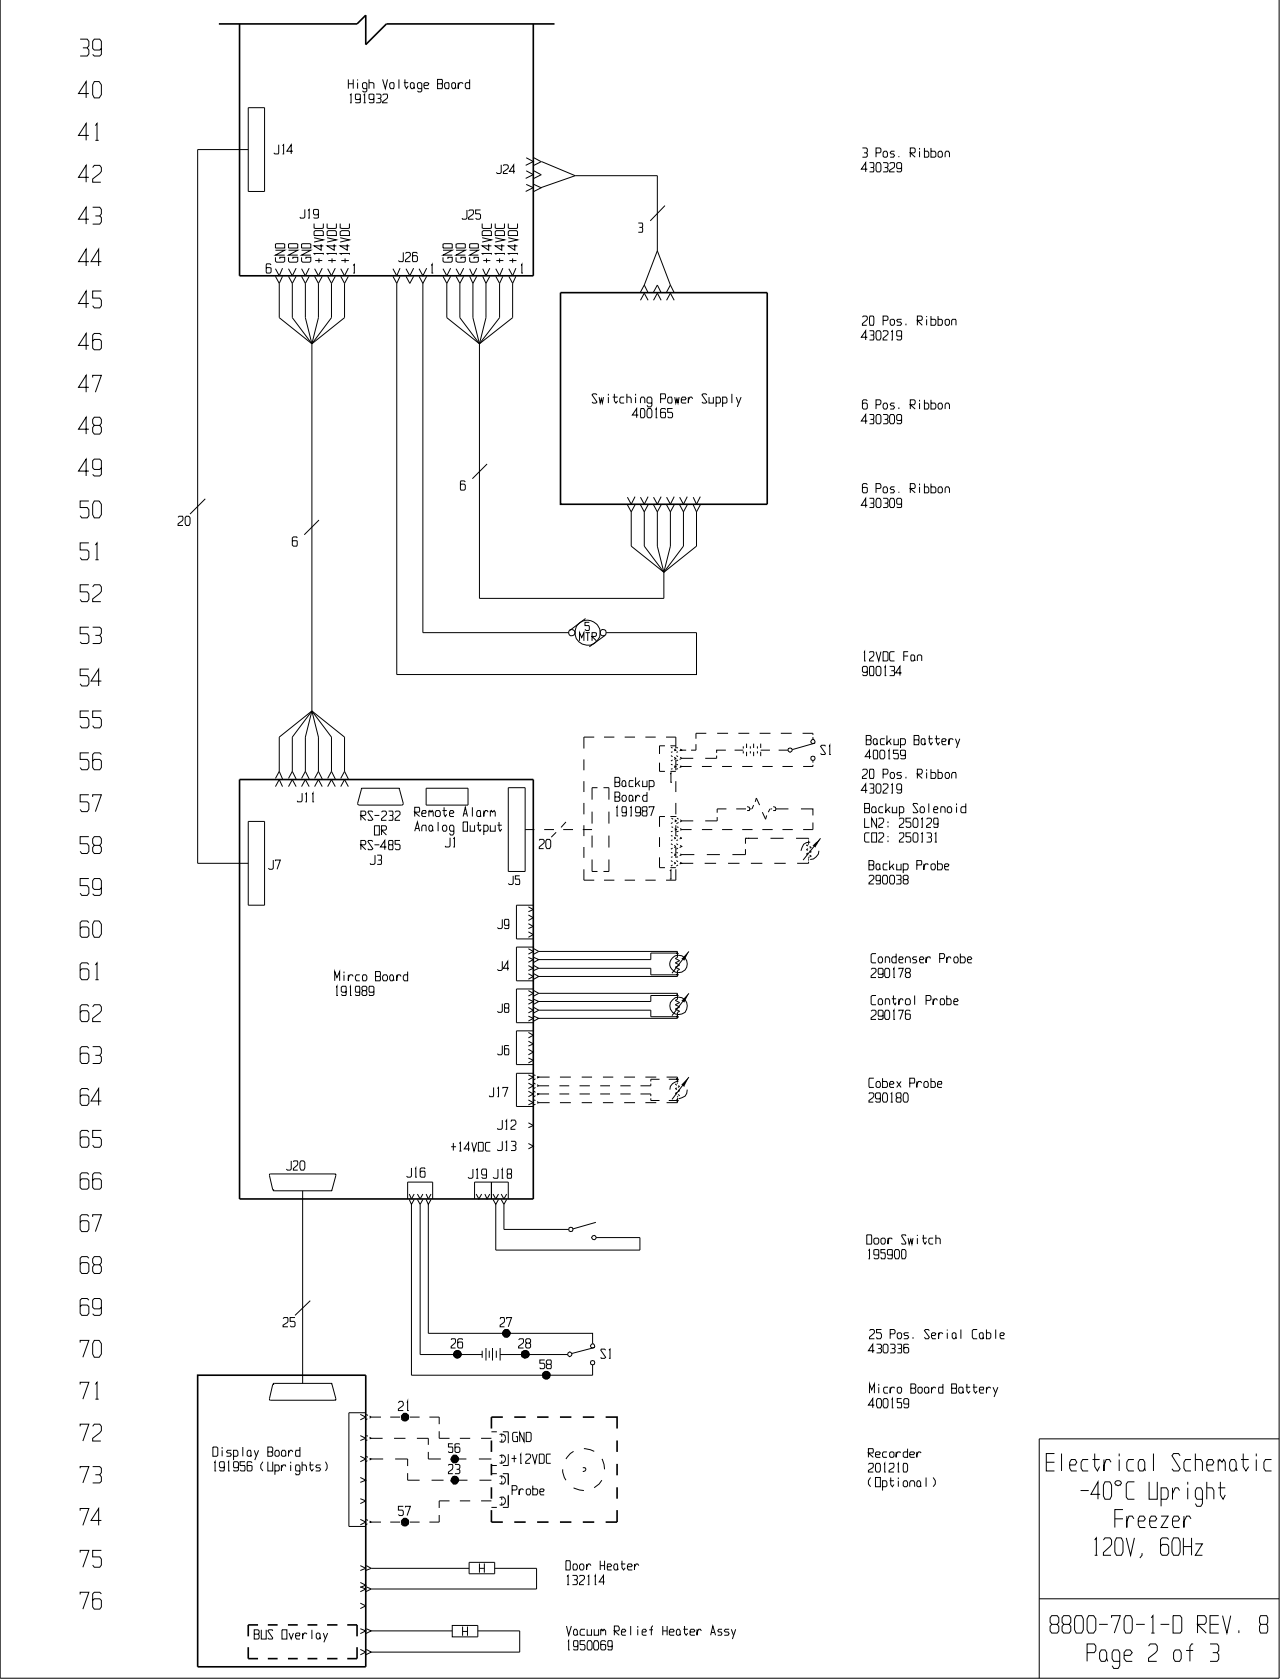 39
40
41
42
43
44
45
46
47
48
49
50
51
52
53
54
55
56
57
58
59
60
61
62
63
64
65
66
67
68
69
70
71
72
73
74
75
76
High Voltage Board
191932
J14
J24
J19
J25
GND
GND
GND
+14VDC
+14VDC
+14VDC
J26
GND
GND
GND
+14VDC
+14VDC
+14VDC
6
1
1
1
3
Switching Power Supply
400165
6
20
6
5
MTR
S1
Backup
Board
191987
20
J11
RS-232
OR
RS-485
J3
Remote Alarm
Analog Output
J1
J5
J7
J9
J4
Mirco Board
191989
J8
J6
J17
J12
+14VDC J13
J20
J16
J19 J18
25
27
26
28
S1
58
21
Display Board
191956 (Uprights)
56
23
57
GND
+12VDC
Probe
Door Heater
132114
BUS Overlay
Vacuum Relief Heater Assy
1950069
H
H
3 Pos. Ribbon
430329
20 Pos. Ribbon
430219
6 Pos. Ribbon
430309
6 Pos. Ribbon
430309
12VDC Fan
900134
Backup Battery
400159
20 Pos. Ribbon
430219
Backup Solenoid
LN2: 250129
CO2: 250131
Backup Probe
290038
Condenser Probe
290178
Control Probe
290176
Cobex Probe
290180
Door Switch
195900
25 Pos. Serial Cable
430336
Micro Board Battery
400159
Recorder
201210
(Optional)
Electrical Schematic
-40°C Upright
Freezer
120V, 60Hz
8800-70-1-D REV. 8
Page 2 of 3